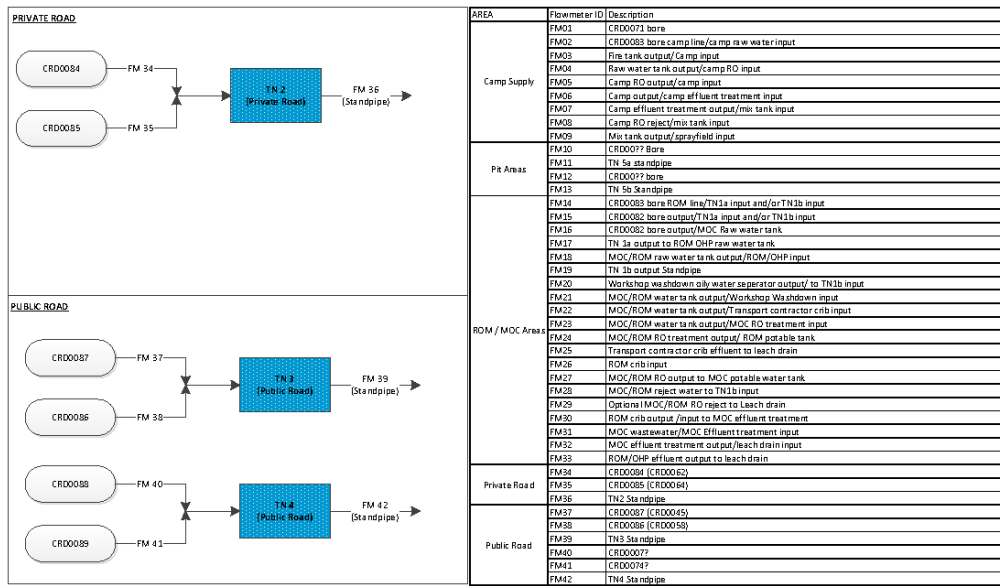 PRIVATE ROAD
CRD0084
FM 34
CRD0085
FM 35
TN 2
(Private Road)
FM 36
(Standpipe)
PUBLIC ROAD
CRD0087
FM 37
CRD0086
FM 38
TN 3
(Public Road)
FM 39
(Standpipe)
CRD0088
FM 40
CRD0089
FM 41
TN 4
(Public Road)
FM 42
(Standpipe)
AREA Flowmeter ID Description
Camp Supply
FM01 CRD0071 bore
FM02 CRD0083 bore camp line/camp raw water input
FM03 Fire tank output/Camp input
FM04 Raw water tank output/camp RO input
FM05 Camp RO output/camp input
FM06 Camp output/camp effluent treatment input
FM07 Camp effluent treatment output/mix tank input
FM08 Camp RO reject/mix tank input
FM09 Mix tank output/sprayfield input
Pit Areas
FM10 CRD00?? Bore
FM11 TN 5a standpipe
FM12 CRD00?? bore
FM13 TN 5b Standpipe
ROM / MOC Areas
FM14 CRD0083 bore ROM line/TN1a input and/or TN1b input
FM15 CRD0082 bore output/TN1a input and/or TN1b input
FM16 CRD0082 bore output/MOC Raw water tank
FM17 TN 1a output to ROM OHP raw water tank
FM18 MOC/ROM raw water tank output/ROM/OHP input
FM19 TN 1b output Standpipe
FM20 Workshop washdown oily water seperator output/ to TN1b input
FM21 MOC/ROM water tank output/Workshop Washdown input
FM22 MOC/ROM water tank output/Transport contractor crib input
FM23 MOC/ROM water tank output/MOC RO treatment input
FM24 MOC/ROM RO treatment output/ ROM potable tank
FM25 Transport contractor crib effluent to leach drain
FM26 ROM crib input
FM27 MOC/ROM RO output to MOC potable water tank
FM28 MOC/ROM reject water to TN1b input
FM29 Optional MOC/ROM RO reject to Leach drain
FM30 ROM crib output /input to MOC effluent treatment
FM31 MOC wastewater/MOC Effluent treatment input
FM32 MOC effluent treatment output/leach drain input
FM33 ROM/OHP effluent output to leach drain
Private Road
FM34 CRD0084 (CRD0062)
FM35 CRD0085 (CRD0064)
FM36 TN2 Standpipe
Public Road
FM37 CRD0087 (CRD0045)
FM38 CRD0086 (CRD0058)
FM39 TN3 Standpipe
FM40 CRD0007?
FM41 CRD0074?
FM42 TN4 Standpipe